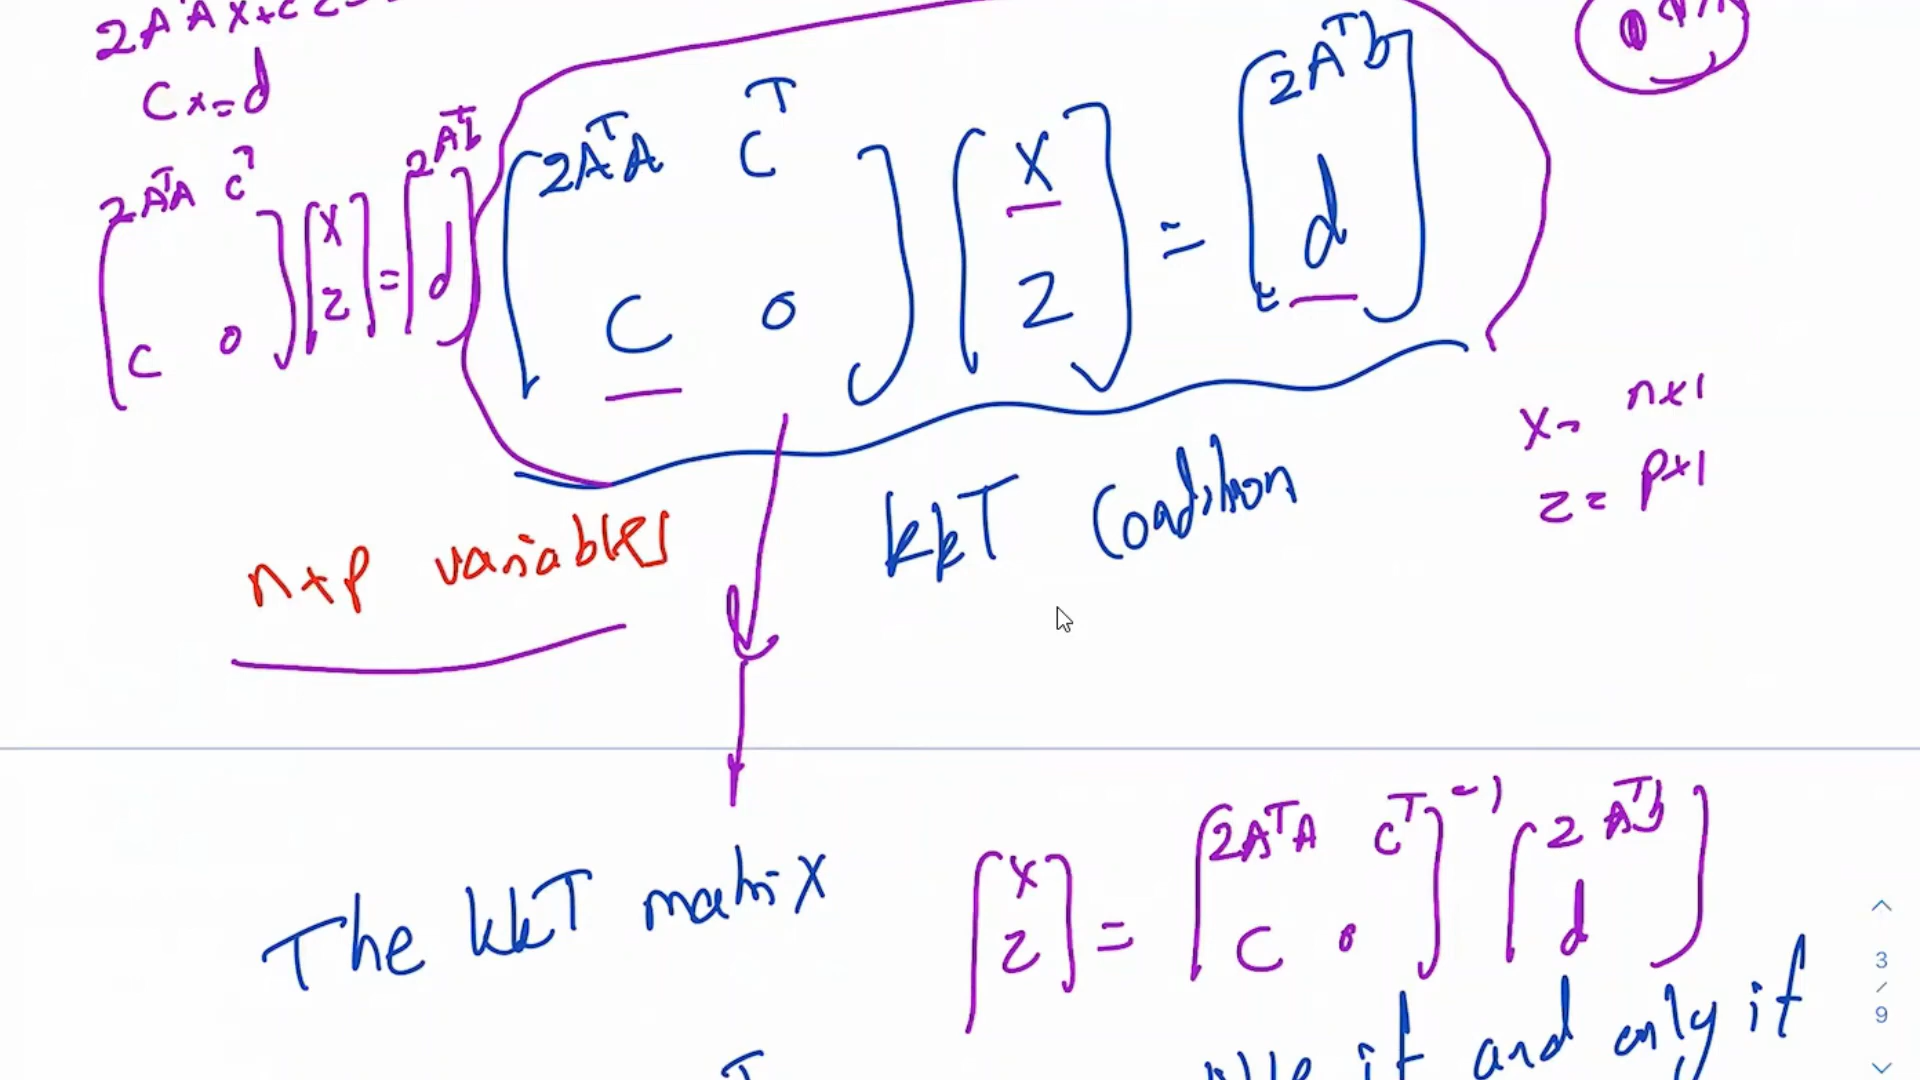 2AᵀAx+c z=
Cx=d
[2AᵀA Cᵀ; C 0] [x; z] = [2Aᵀb; d]
[2AᵀA Cᵀ; C 0] [x; z] = [2Aᵀb; d]
x= n×1
z= p×1
n+p variables
KKT Condition
The KKT matrix
[x; z] = [2AᵀA Cᵀ; C 0]⁻¹ [2Aᵀb; d]
T
if and only if
3
/
9